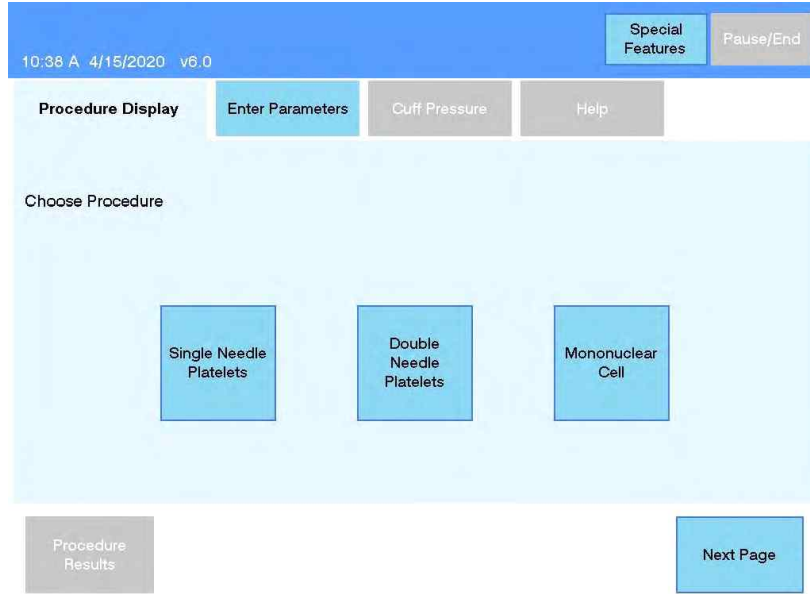 Special
Features
Pause/End
10:38 A 4/15/2020 v6.0
Procedure Display
Enter Parameters
Cuff Pressure
Help
Choose Procedure
Single Needle
Platelets
Double
Needle
Platelets
Mononuclear
Cell
Procedure
Results
Next Page